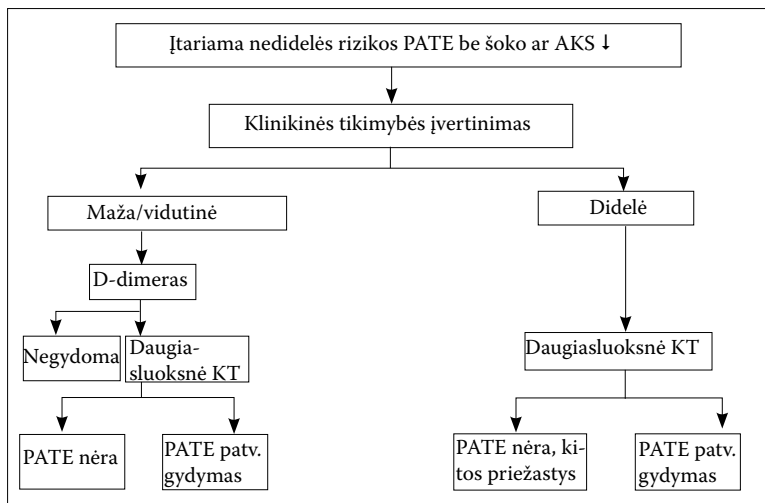 Įtariama nedidelės rizikos PATE be šoko ar AKS ↓
Klinikinės tikimybės įvertinimas
Maža/vidutinė
Didelė
D-dimeras
Negydoma
Daugia-
sluoksnė KT
Daugiasluoksnė KT
PATE nėra
PATE patv.
gydymas
PATE nėra, ki-
tos priežastys
PATE patv.
gydymas